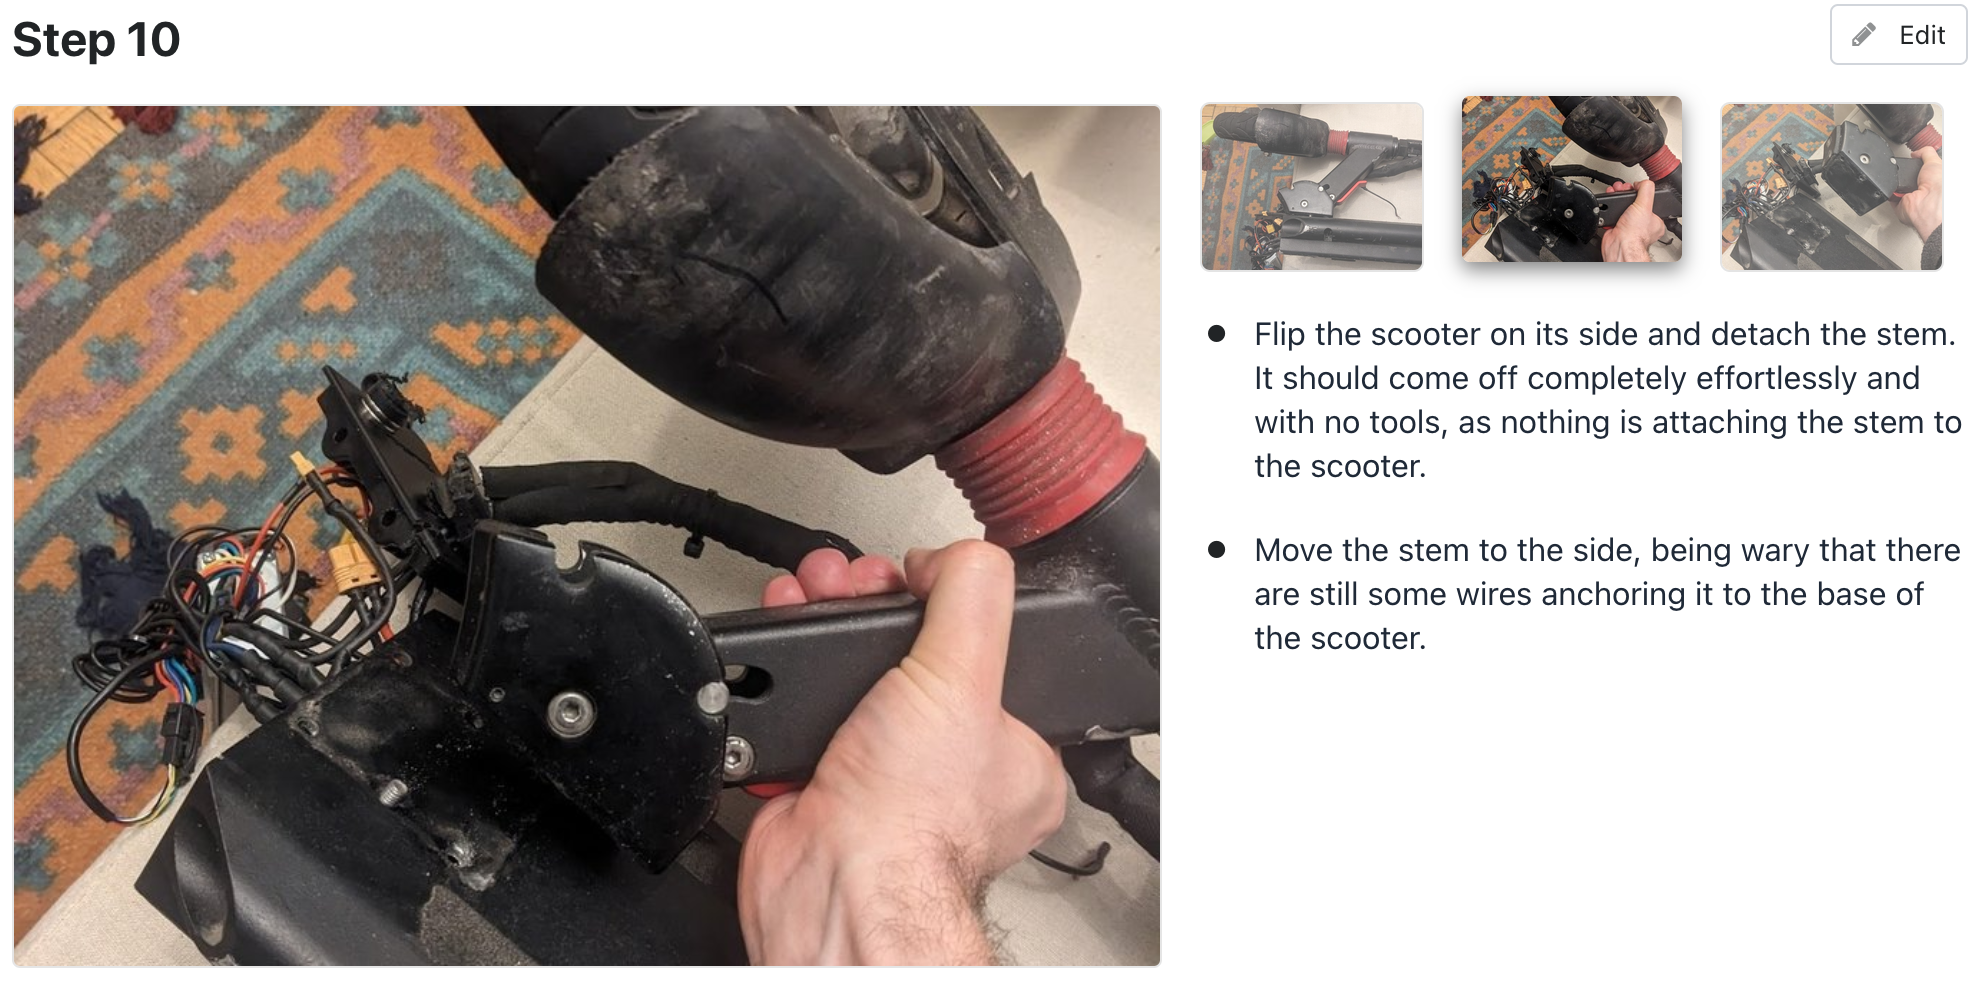 Step 10
Edit
Flip the scooter on its side and detach the stem.
It should come off completely effortlessly and
with no tools, as nothing is attaching the stem to
the scooter.
Move the stem to the side, being wary that there
are still some wires anchoring it to the base of
the scooter.